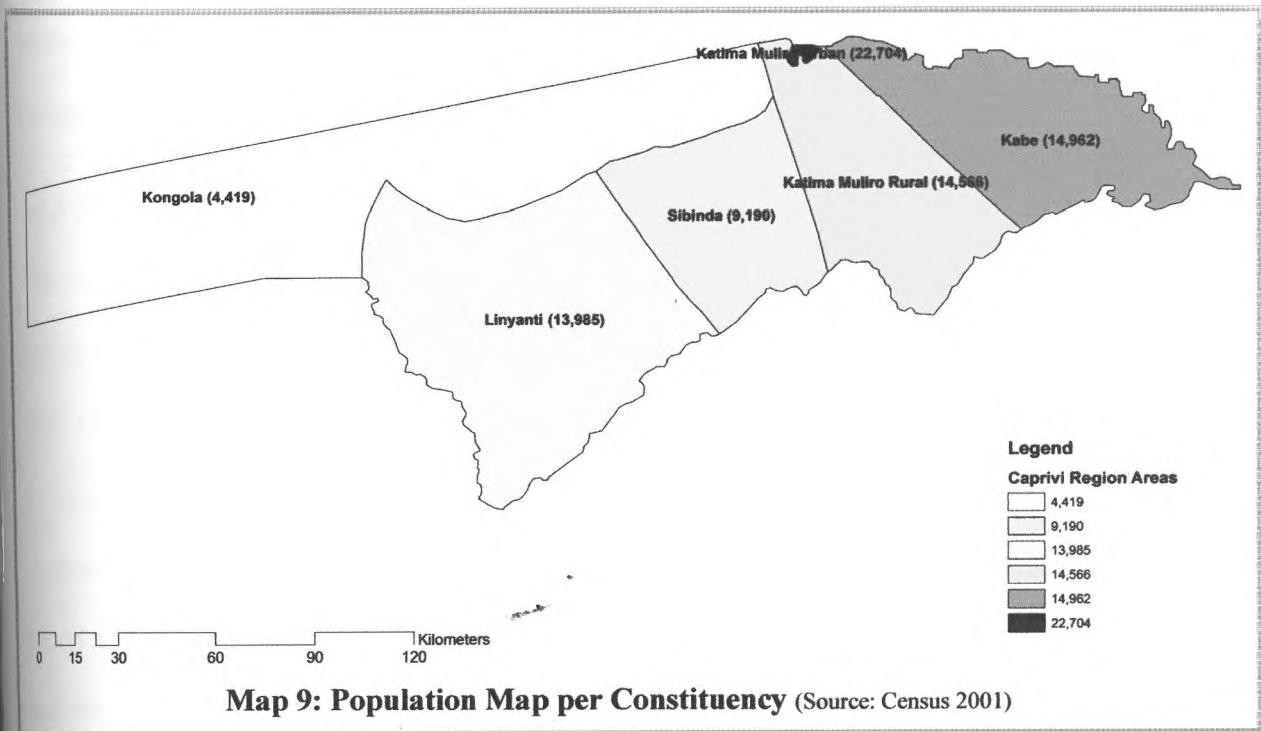 Katima Muliro Urban (22,704)
Kabe (14,962)
Kongola (4,419)
Katima Muliro Rural (14,566)
Sibinda (9,190)
Linyanti (13,985)
Legend
Caprivi Region Areas
4,419
9,190
13,985
14,566
14,962
22,704
Kilometers
0 15 30 60 90 120
Map 9: Population Map per Constituency (Source: Census 2001)